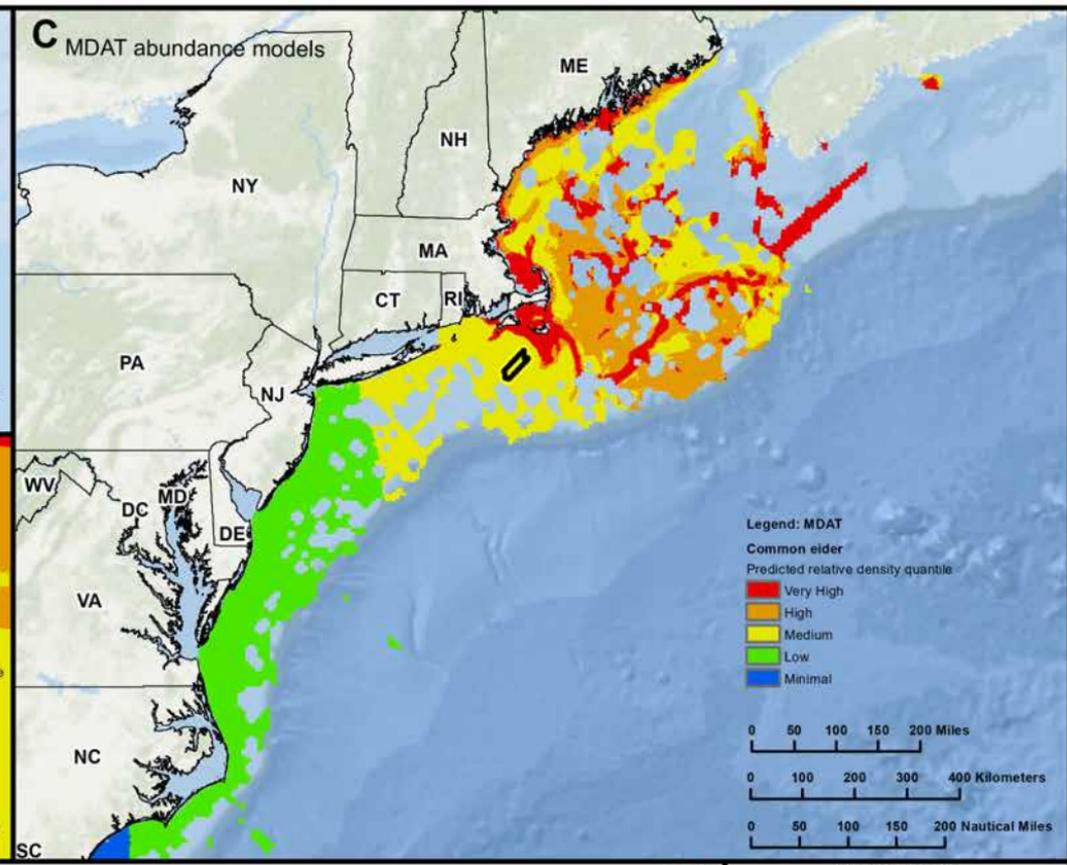 C MDAT abundance models
ME
NH
NY
MA
CT
RI
PA
NJ
WV
MD
DC
DE
VA
NC
SC
Legend: MDAT
Common eider
Predicted relative density quantile
Very High
High
Medium
Low
Minimal
0 50 100 150 200 Miles
0 100 200 300 400 Kilometers
0 50 100 150 200 Nautical Miles